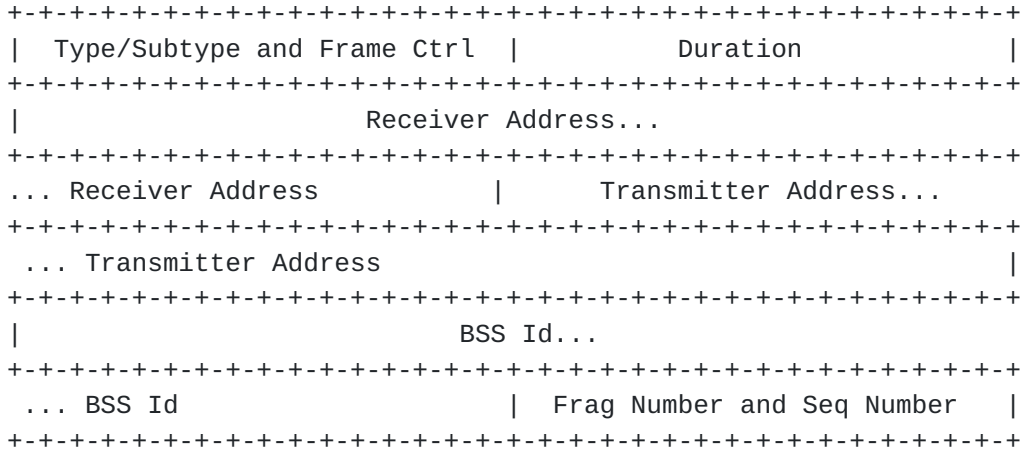 +-+-+-+-+-+-+-+-+-+-+-+-+-+-+-+-+-+-+-+-+-+-+-+-+-+-+-+-+-+-+-+-+
|  Type/Subtype and Frame Ctrl  |          Duration             |
+-+-+-+-+-+-+-+-+-+-+-+-+-+-+-+-+-+-+-+-+-+-+-+-+-+-+-+-+-+-+-+-+
|                      Receiver Address...
+-+-+-+-+-+-+-+-+-+-+-+-+-+-+-+-+-+-+-+-+-+-+-+-+-+-+-+-+-+-+-+-+
... Receiver Address           |      Transmitter Address...
+-+-+-+-+-+-+-+-+-+-+-+-+-+-+-+-+-+-+-+-+-+-+-+-+-+-+-+-+-+-+-+-+
 ... Transmitter Address                                        |
+-+-+-+-+-+-+-+-+-+-+-+-+-+-+-+-+-+-+-+-+-+-+-+-+-+-+-+-+-+-+-+-+
|                            BSS Id...
+-+-+-+-+-+-+-+-+-+-+-+-+-+-+-+-+-+-+-+-+-+-+-+-+-+-+-+-+-+-+-+-+
 ... BSS Id                     |  Frag Number and Seq Number   |
+-+-+-+-+-+-+-+-+-+-+-+-+-+-+-+-+-+-+-+-+-+-+-+-+-+-+-+-+-+-+-+-+